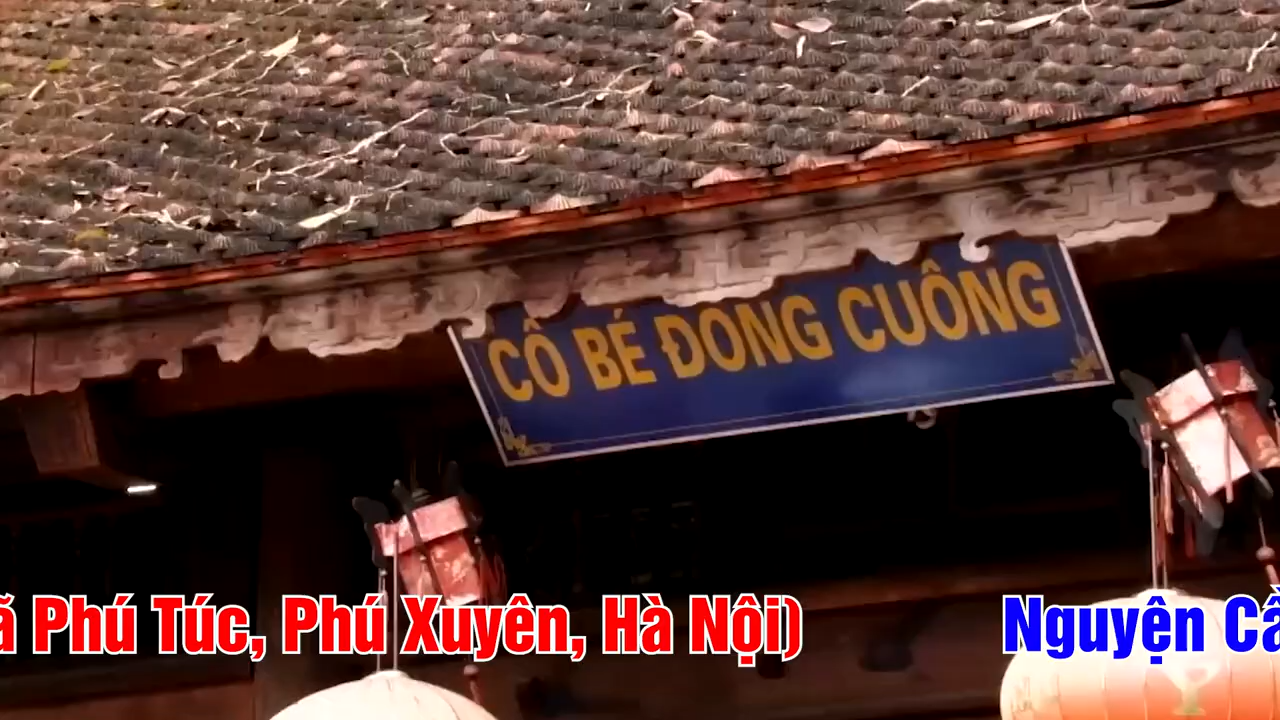 CÔ BÉ ĐONG CUÔNG
ã Phú Túc, Phú Xuyên, Hà Nội)
Nguyện Cầ